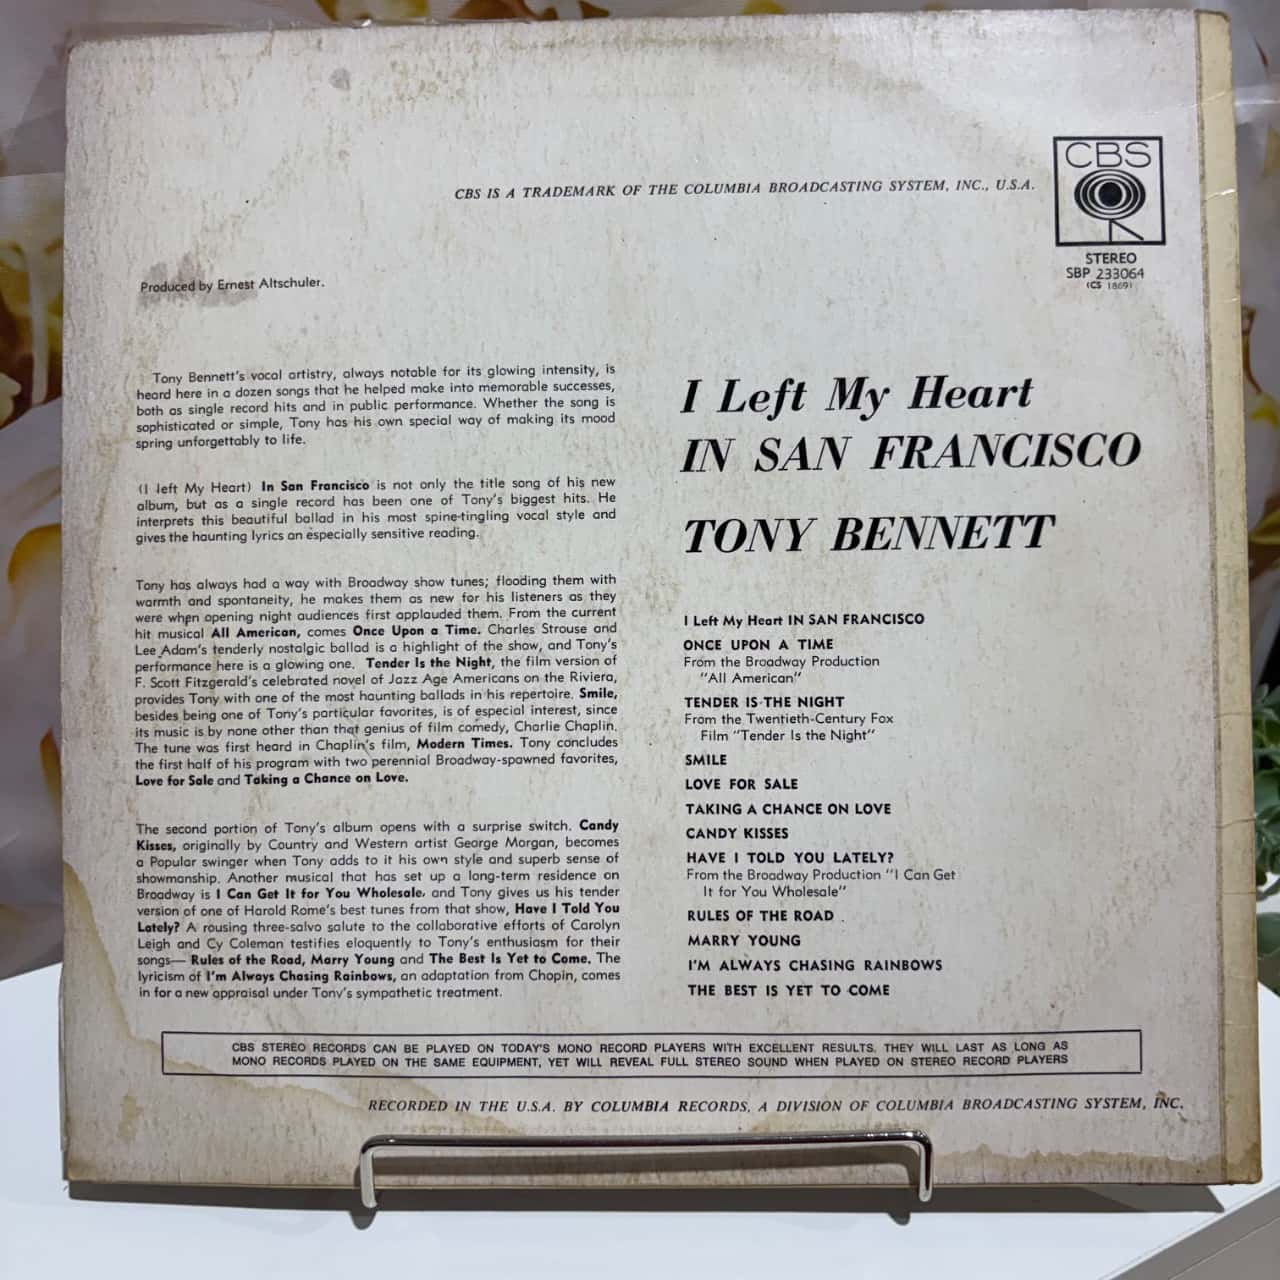 CBS
CBS IS A TRADEMARK OF THE COLUMBIA BROADCASTING SYSTEM, INC., U.S.A.
STEREO
SBP 233064
(CS 1869)
Produced by Ernest Altschuler.
Tony Bennett's vocal artistry, always notable for its glowing intensity, is
heard here in a dozen songs that he helped make into memorable successes,
both as single record hits and in public performance. Whether the song is
sophisticated or simple, Tony has his own special way of making its mood
spring unforgettably to life.
(I left My Heart) In San Francisco is not only the title song of his new
album, but as a single record has been one of Tony's biggest hits. He
interprets this beautiful ballad in his most spine-tingling vocal style and
gives the haunting lyrics an especially sensitive reading.
Tony has always had a way with Broadway show tunes; flooding them with
warmth and spontaneity, he makes them as new for his listeners as they
were when opening night audiences first applauded them. From the current
hit musical All American, comes Once Upon a Time. Charles Strouse and
Lee Adam's tenderly nostalgic ballad is a highlight of the show, and Tony's
performance here is a glowing one. Tender Is the Night, the film version of
F. Scott Fitzgerald's celebrated novel of Jazz Age Americans on the Riviera,
provides Tony with one of the most haunting ballads in his repertoire. Smile,
besides being one of Tony's particular favorites, is of especial interest, since
its music is by none other than that genius of film comedy, Charlie Chaplin.
The tune was first heard in Chaplin's film, Modern Times. Tony concludes
the first half of his program with two perennial Broadway-spawned favorites,
Love for Sale and Taking a Chance on Love.
The second portion of Tony's album opens with a surprise switch. Candy
Kisses, originally by Country and Western artist George Morgan, becomes
a Popular swinger when Tony adds to it his own style and superb sense of
showmanship. Another musical that has set up a long-term residence on
Broadway is I Can Get It for You Wholesale, and Tony gives us his tender
version of one of Harold Rome's best tunes from that show, Have I Told You
Lately? A rousing three-salvo salute to the collaborative efforts of Carolyn
Leigh and Cy Coleman testifies eloquently to Tony's enthusiasm for their
songs— Rules of the Road, Marry Young and The Best Is Yet to Come. The
lyricism of I'm Always Chasing Rainbows, an adaptation from Chopin, comes
in for a new appraisal under Tony's sympathetic treatment.
I Left My Heart
IN SAN FRANCISCO
TONY BENNETT
I Left My Heart IN SAN FRANCISCO
ONCE UPON A TIME
From the Broadway Production
"All American"
TENDER IS THE NIGHT
From the Twentieth-Century Fox
Film "Tender Is the Night"
SMILE
LOVE FOR SALE
TAKING A CHANCE ON LOVE
CANDY KISSES
HAVE I TOLD YOU LATELY?
From the Broadway Production "I Can Get
It for You Wholesale"
RULES OF THE ROAD
MARRY YOUNG
I'M ALWAYS CHASING RAINBOWS
THE BEST IS YET TO COME
CBS STEREO RECORDS CAN BE PLAYED ON TODAY'S MONO RECORD PLAYERS WITH EXCELLENT RESULTS. THEY WILL LAST AS LONG AS
MONO RECORDS PLAYED ON THE SAME EQUIPMENT, YET WILL REVEAL FULL STEREO SOUND WHEN PLAYED ON STEREO RECORD PLAYERS
RECORDED IN THE U.S.A. BY COLUMBIA RECORDS, A DIVISION OF COLUMBIA BROADCASTING SYSTEM, INC.